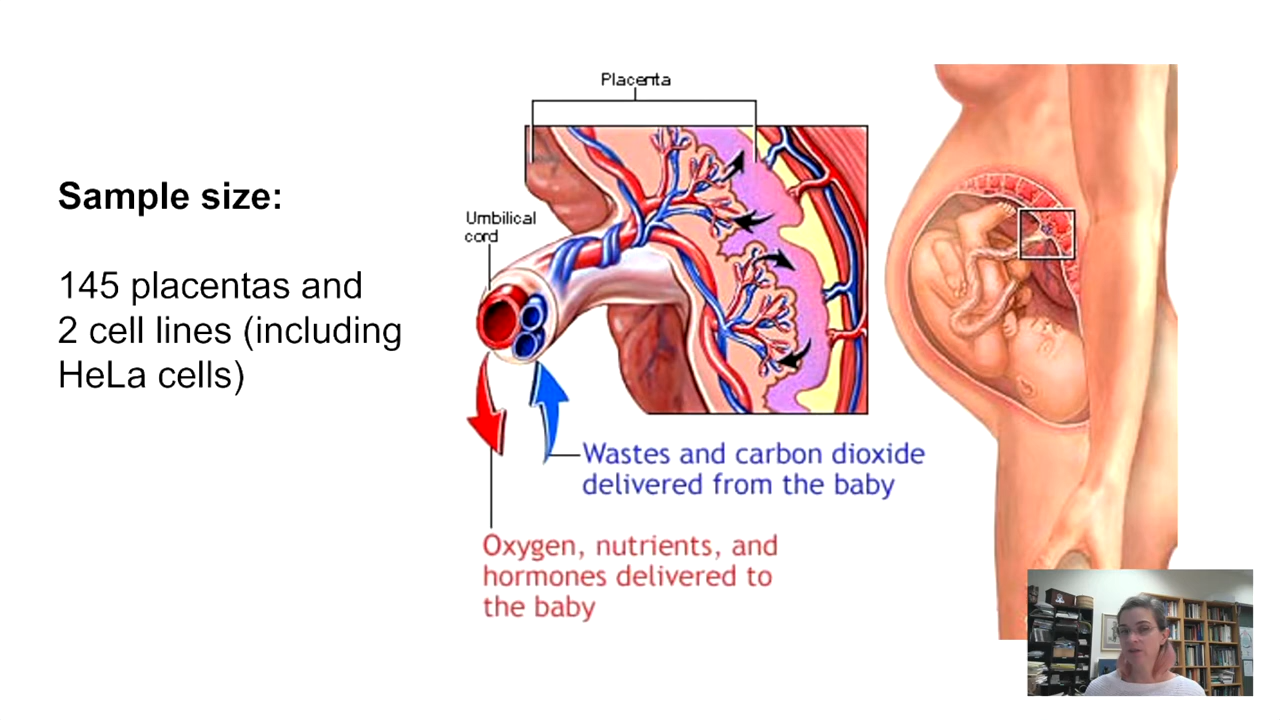 Sample size:
145 placentas and
2 cell lines (including
HeLa cells)
Placenta
Umbilical
cord
Wastes and carbon dioxide
delivered from the baby
Oxygen, nutrients, and
hormones delivered to
the baby